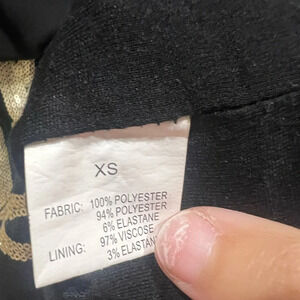 XS
FABRIC: 100% POLYESTER
94% POLYESTER
6% ELASTANE
LINING: 97% VISCOSE
3% ELASTAN